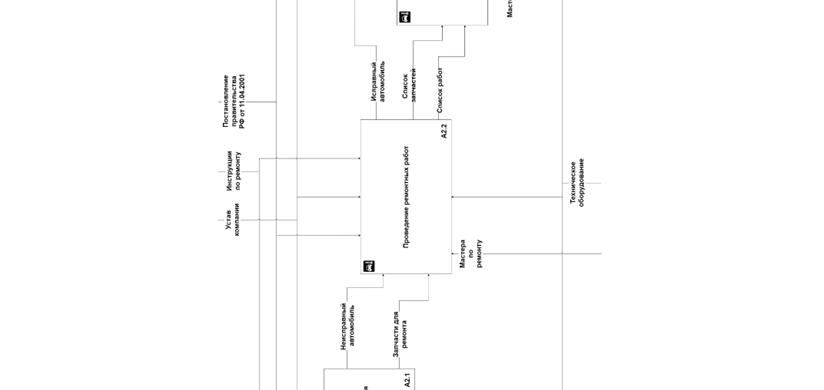 Постановление
правительства
РФ от 11.04.2001
Инструкции
по ремонту
Устав
компании
Исправный
автомобиль
Список
запчастей
Список работ
A2.2
Проведение ремонтных работ
Неисправный
автомобиль
Запчасти для
ремонта
A2.1
Мастера
по
ремонту
Техническое
оборудование